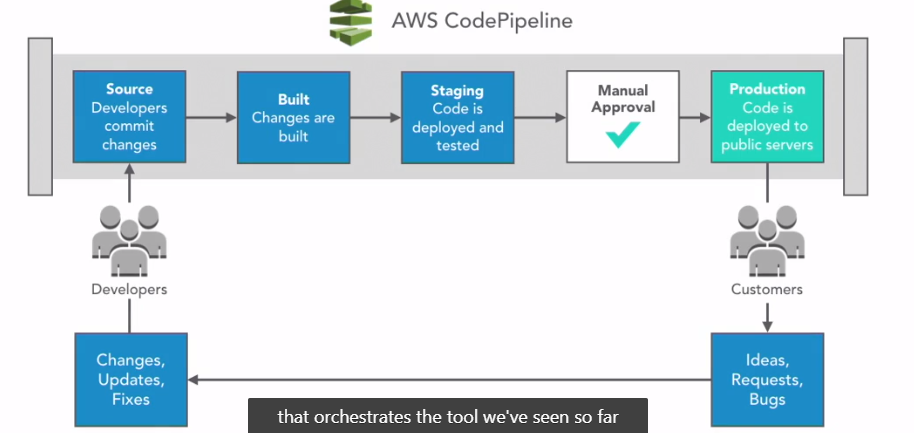 AWS CodePipeline
Source
Developers
commit
changes
Built
Changes are
built
Staging
Code is
deployed and
tested
Manual
Approval
Production
Code is
deployed to
public servers
Developers
Customers
Changes,
Updates,
Fixes
Ideas,
Requests,
Bugs
that orchestrates the tool we've seen so far